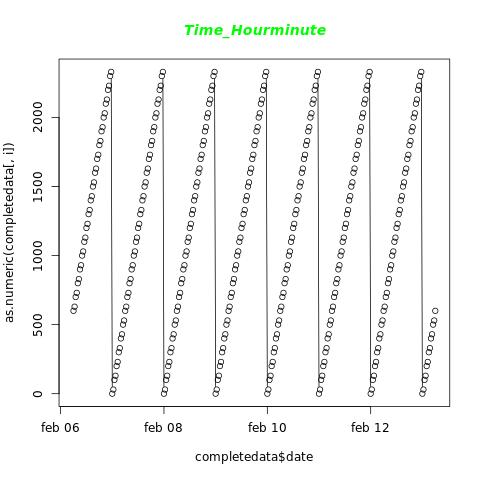 Time_Hourminute
as.numeric(completedata[, i])
2000
1500
1000
500
0
feb 06
feb 08
feb 10
feb 12
completedata$date